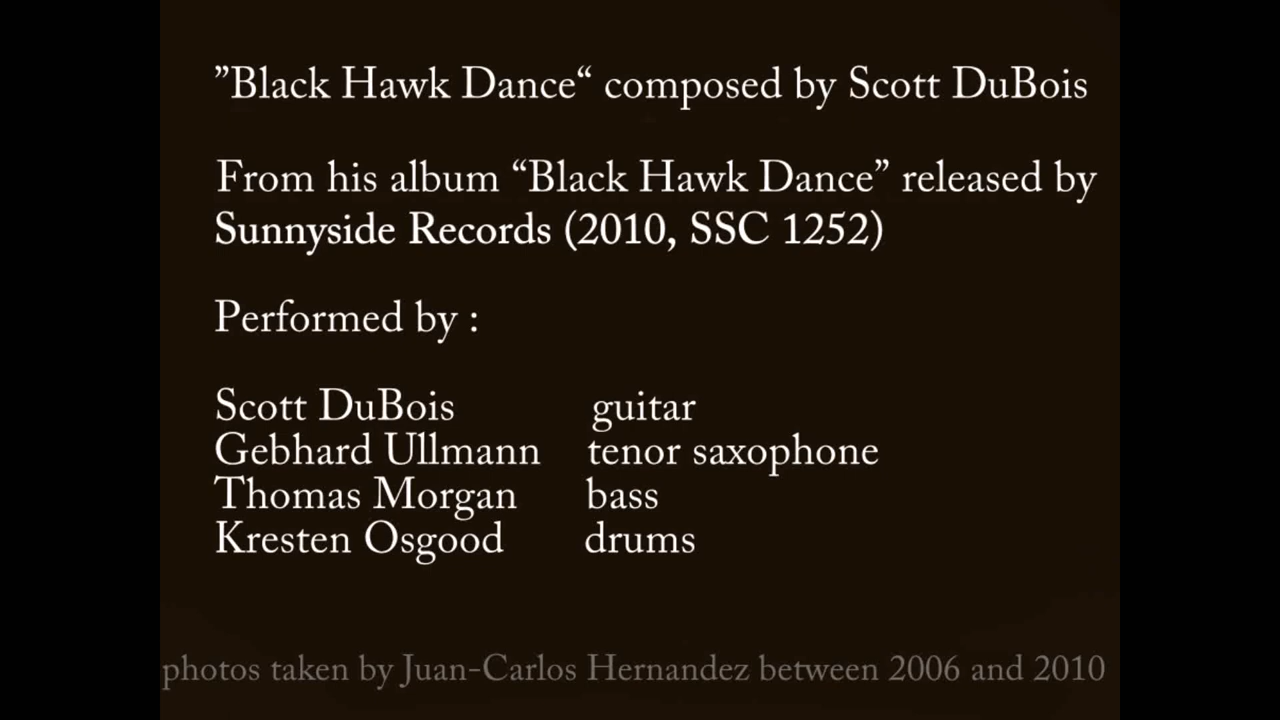 ”Black Hawk Dance“ composed by Scott DuBois
From his album “Black Hawk Dance” released by
Sunnyside Records (2010, SSC 1252)
Performed by :
Scott DuBois guitar
Gebhard Ullmann tenor saxophone
Thomas Morgan bass
Kresten Osgood drums
photos taken by Juan-Carlos Hernandez between 2006 and 2010